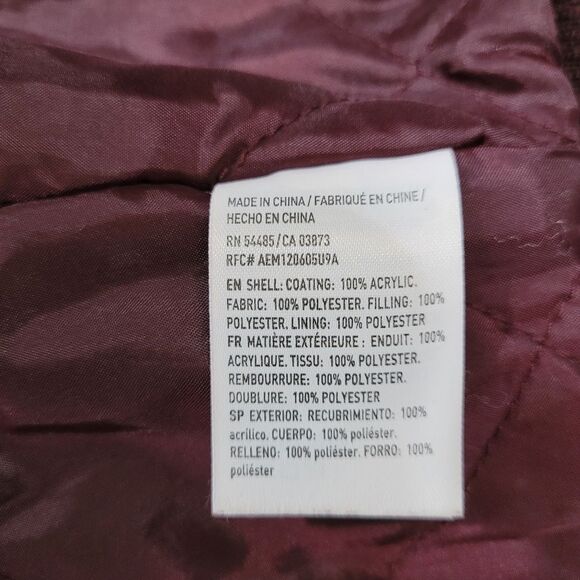 MADE IN CHINA / FABRIQUÉ EN CHINE /
HECHO EN CHINA
RN 54485 / CA 03873
RFC# AEM120605U9A
EN SHELL: COATING: 100% ACRYLIC.
FABRIC: 100% POLYESTER. FILLING: 100%
POLYESTER. LINING: 100% POLYESTER
FR MATIÈRE EXTÉRIEURE : ENDUIT: 100%
ACRYLIQUE. TISSU: 100% POLYESTER.
REMBOURRURE: 100% POLYESTER.
DOUBLURE: 100% POLYESTER
SP EXTERIOR: RECUBRIMIENTO: 100%
acrílico. CUERPO: 100% poliéster.
RELLENO: 100% poliéster. FORRO: 100%
poliéster